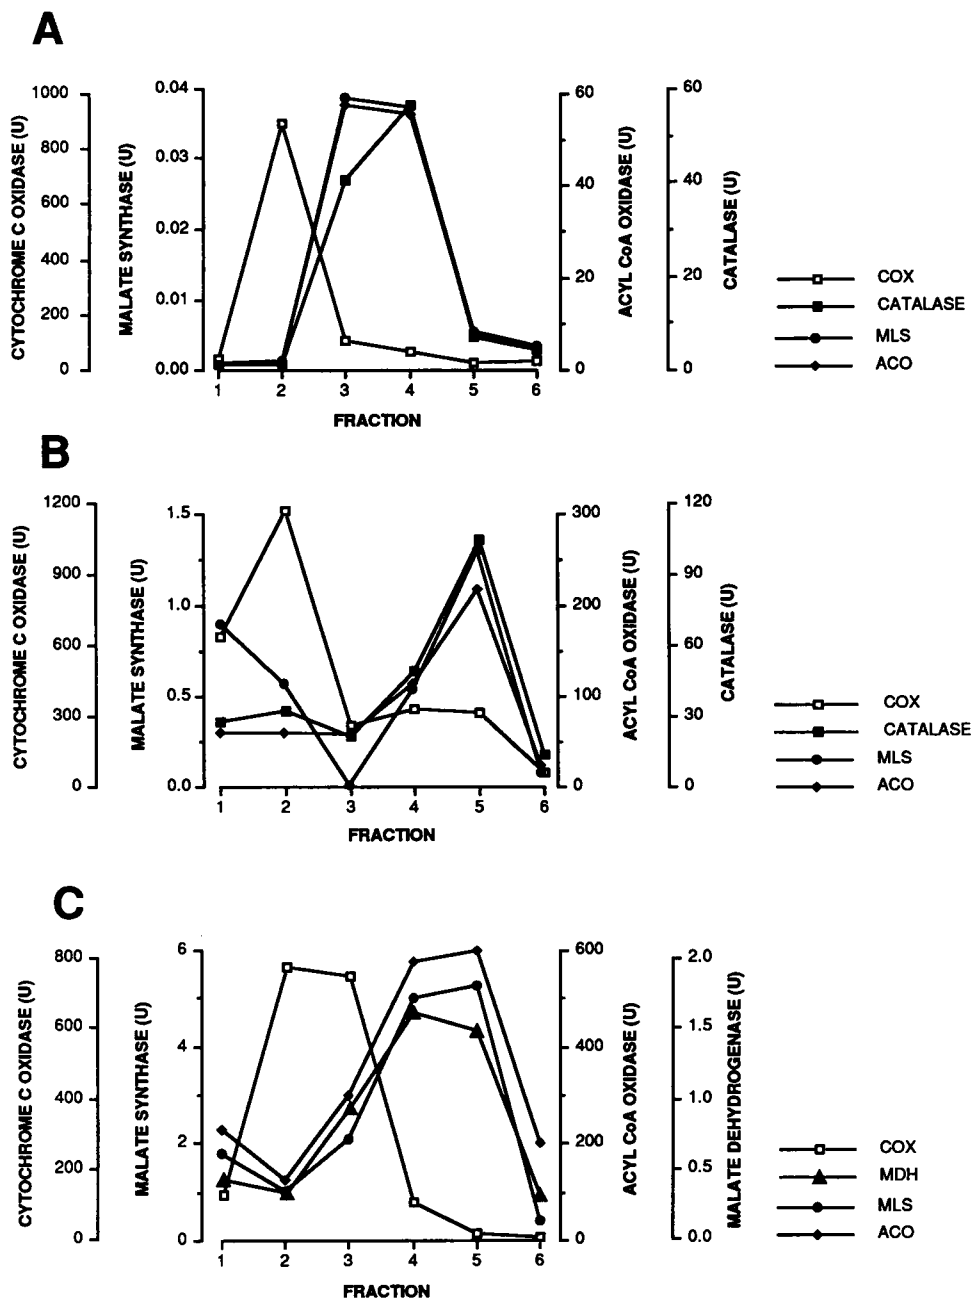 A
CYTOCHROME C OXIDASE (U)
1000
800
600
400
200
0
MALATE SYNTHASE (U)
0.04
0.03
0.02
0.01
0.00
1 2 3 4 5 6
FRACTION
60
40
20
0
ACYL CoA OXIDASE (U)
60
40
20
0
CATALASE (U)
COX
CATALASE
MLS
ACO
B
CYTOCHROME C OXIDASE (U)
1200
900
600
300
0
MALATE SYNTHASE (U)
1.5
1.0
0.5
0.0
1 2 3 4 5 6
FRACTION
300
200
100
0
ACYL CoA OXIDASE (U)
120
90
60
30
0
CATALASE (U)
COX
CATALASE
MLS
ACO
C
CYTOCHROME C OXIDASE (U)
800
600
400
200
0
MALATE SYNTHASE (U)
6
4
2
0
1 2 3 4 5 6
FRACTION
600
400
200
0
ACYL CoA OXIDASE (U)
2.0
1.5
1.0
0.5
0.0
MALATE DEHYDROGENASE (U)
COX
MDH
MLS
ACO